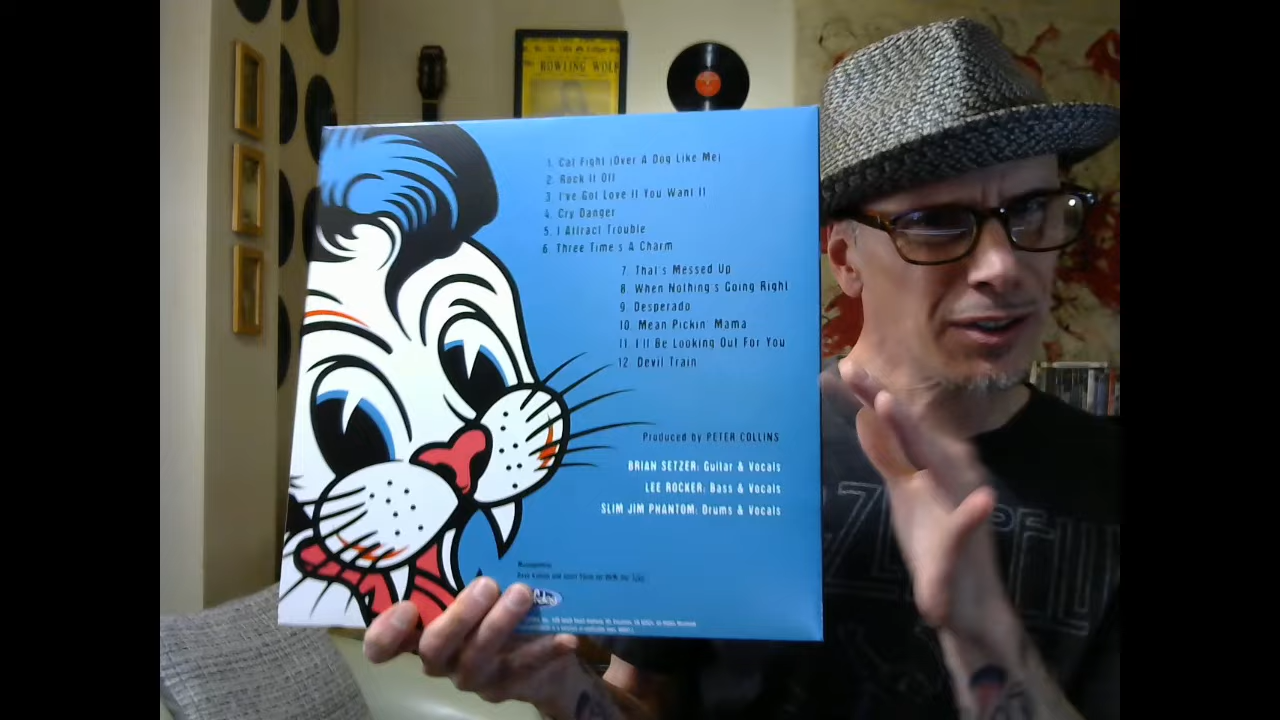 HOWLING WOLF
1. Cat Fight (Over A Dog Like Me)
2. Rock It Off
3 I've Got Love If You Want It
4. Cry Danger
5. I Attract Trouble
6. Three Time's A Charm
7. That's Messed Up
8. When Nothing's Going Right
9. Desperado
10. Mean Pickin' Mama
11. I'll Be Looking Out For You
12 Devil Train
Produced by PETER COLLINS
BRIAN SETZER: Guitar & Vocals
LEE ROCKER: Bass & Vocals
SLIM JIM PHANTOM: Drums & Vocals